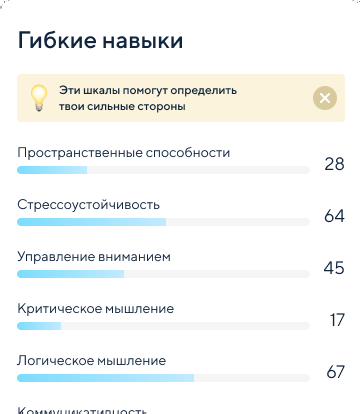 Гибкие навыки
Эти шкалы помогут определить
твои сильные стороны
Пространственные способности
28
Стрессоустойчивость
64
Управление вниманием
45
Критическое мышление
17
Логическое мышление
67
Коммуникативность